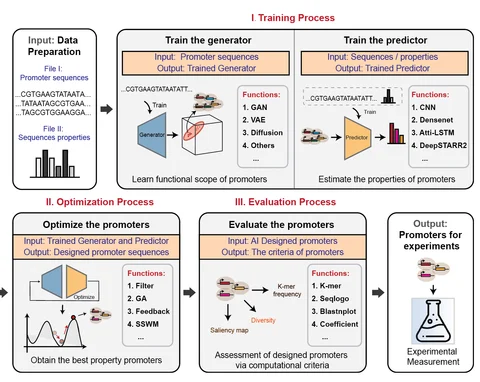 I. Training Process
Input: Data
Preparation
File I:
Promoter sequences
...CGTGAAGTATAATA...
...TATAATAGCGTGAA...
...TAGCGTGGAAGGA...
File II:
Sequences properties
Train the generator
Input: Promoter sequences
Output: Trained Generator
...CGTGAAGTATAATATT...
Train
Generator
Functions:
1. GAN
2. VAE
3. Diffusion
4. Others
...
Learn functional scope of promoters
Train the predictor
Input: Sequences / properties
Output: Trained Predictor
...CGTGAAGTATAATATT...
Train
Predictor
Functions:
1. CNN
2. Densenet
3. Atti-LSTM
4. DeepSTARR2
...
Estimate the properties of promoters
II. Optimization Process
Optimize the promoters
Input: Trained Generator and Predictor
Output: Designed promoter sequences
Optimize
Functions:
1. Filter
2. GA
3. Feedback
4. SSWM
...
Obtain the best property promoters
III. Evaluation Process
Evaluate the promoters
Input: AI Designed promoters
Output: The criteria of promoters
K-mer
frequency
Diversity
Saliency map
Functions:
1. K-mer
2. Seqlogo
3. Blastnplot
4. Coefficient
...
Assessment of designed promoters
via computational criteria
Output:
Promoters for
experiments
Experimental
Measurement